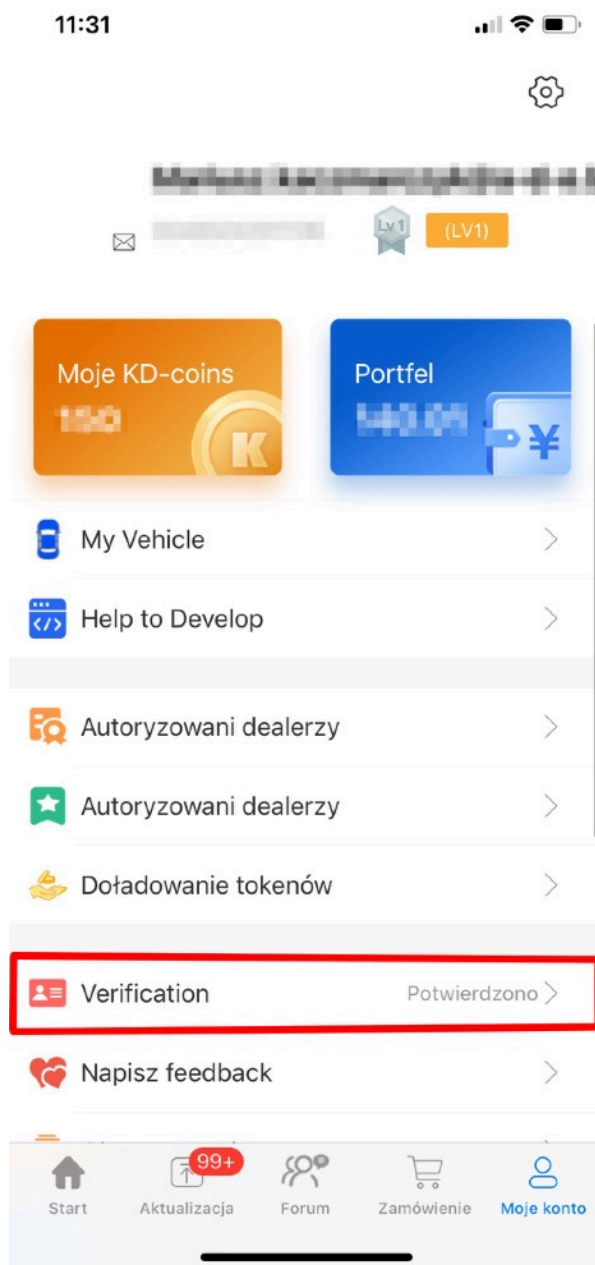 11:31
Lv1
(LV1)
Moje KD-coins
Portfel
K
¥
My Vehicle
Help to Develop
Autoryzowani dealerzy
Autoryzowani dealerzy
Doładowanie tokenów
Verification Potwierdzono
Napisz feedback
99+
Start Aktualizacja Forum Zamówienie Moje konto